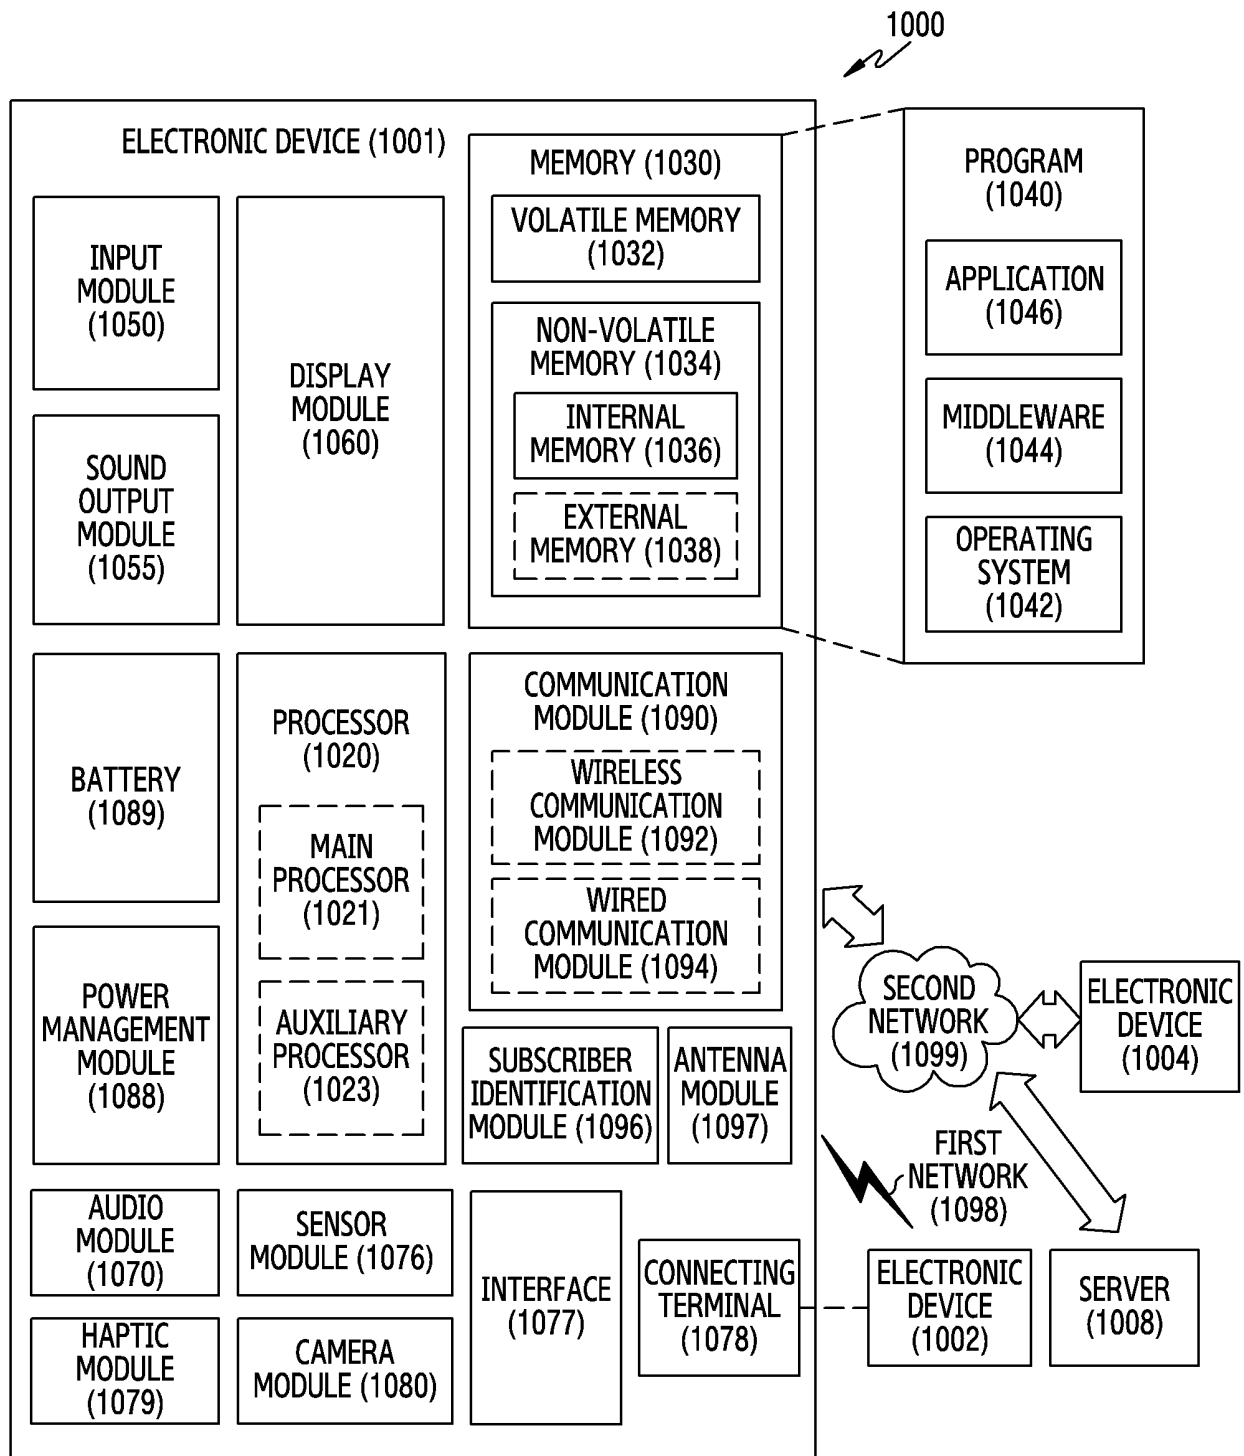 1000
ELECTRONIC DEVICE (1001)
INPUT
MODULE
(1050)
SOUND
OUTPUT
MODULE
(1055)
DISPLAY
MODULE
(1060)
MEMORY (1030)
VOLATILE MEMORY
(1032)
NON-VOLATILE
MEMORY (1034)
INTERNAL
MEMORY (1036)
EXTERNAL
MEMORY (1038)
PROGRAM
(1040)
APPLICATION
(1046)
MIDDLEWARE
(1044)
OPERATING
SYSTEM
(1042)
BATTERY
(1089)
POWER
MANAGEMENT
MODULE
(1088)
PROCESSOR
(1020)
MAIN
PROCESSOR
(1021)
AUXILIARY
PROCESSOR
(1023)
COMMUNICATION
MODULE (1090)
WIRELESS
COMMUNICATION
MODULE (1092)
WIRED
COMMUNICATION
MODULE (1094)
SUBSCRIBER
IDENTIFICATION
MODULE (1096)
ANTENNA
MODULE
(1097)
SECOND
NETWORK
(1099)
ELECTRONIC
DEVICE
(1004)
FIRST
NETWORK
(1098)
AUDIO
MODULE
(1070)
SENSOR
MODULE (1076)
HAPTIC
MODULE
(1079)
CAMERA
MODULE (1080)
INTERFACE
(1077)
CONNECTING
TERMINAL
(1078)
ELECTRONIC
DEVICE
(1002)
SERVER
(1008)